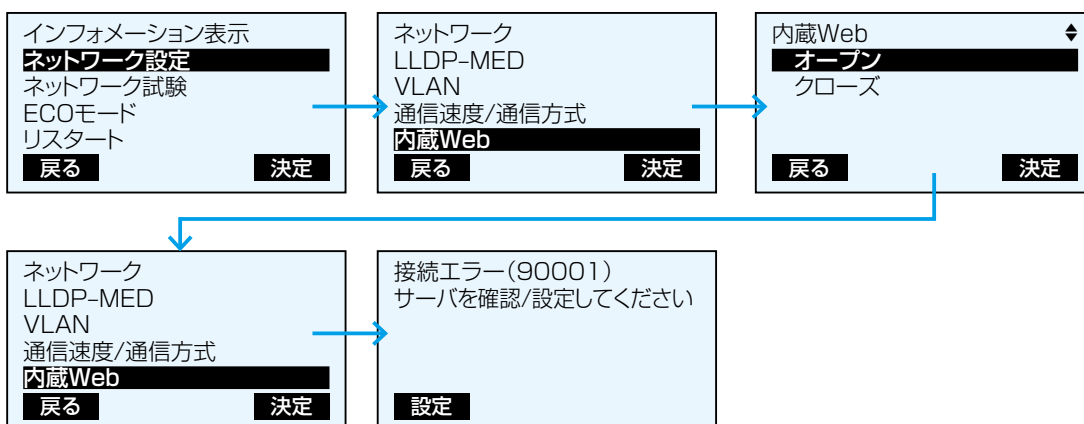 インフォメーション表示
ネットワーク設定
ネットワーク試験
ECOモード
リスタート
戻る 決定
ネットワーク
LLDP-MED
VLAN
通信速度/通信方式
内蔵Web
戻る 決定
内蔵Web
オープン
クローズ
戻る 決定
ネットワーク
LLDP-MED
VLAN
通信速度/通信方式
内蔵Web
戻る 決定
接続エラー(90001)
サーバを確認/設定してください
設定